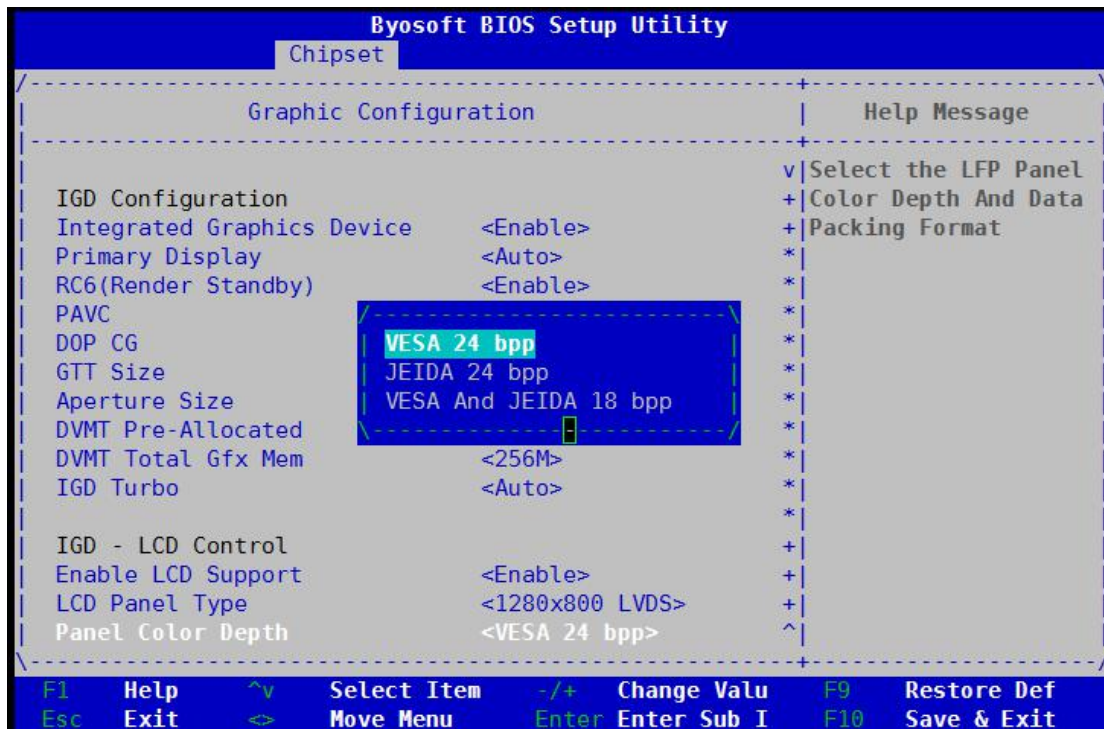 Byosoft BIOS Setup Utility
Chipset
Graphic Configuration
Help Message
Select the LFP Panel
Color Depth And Data
Packing Format
IGD Configuration
Integrated Graphics Device <Enable>
Primary Display <Auto>
RC6(Render Standby) <Enable>
PAVC
DOP CG
GTT Size
Aperture Size
DVMT Pre-Allocated
VESA 24 bpp
JEIDA 24 bpp
VESA And JEIDA 18 bpp
DVMT Total Gfx Mem <256M>
IGD Turbo <Auto>
IGD - LCD Control
Enable LCD Support <Enable>
LCD Panel Type <1280x800 LVDS>
Panel Color Depth <VESA 24 bpp>
F1 Help ^v Select Item -/+ Change Valu F9 Restore Def
Esc Exit <> Move Menu Enter Enter Sub I F10 Save & Exit